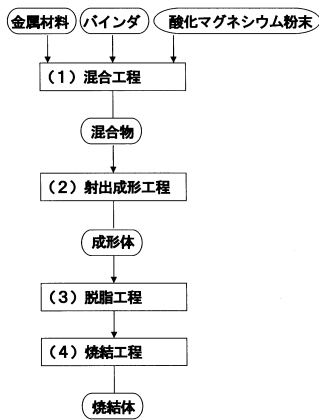 金属材料 バインダ 酸化マグネシウム粉末
（１）混合工程
混合物
（２）射出成形工程
成形体
（３）脱脂工程
（４）焼結工程
焼結体